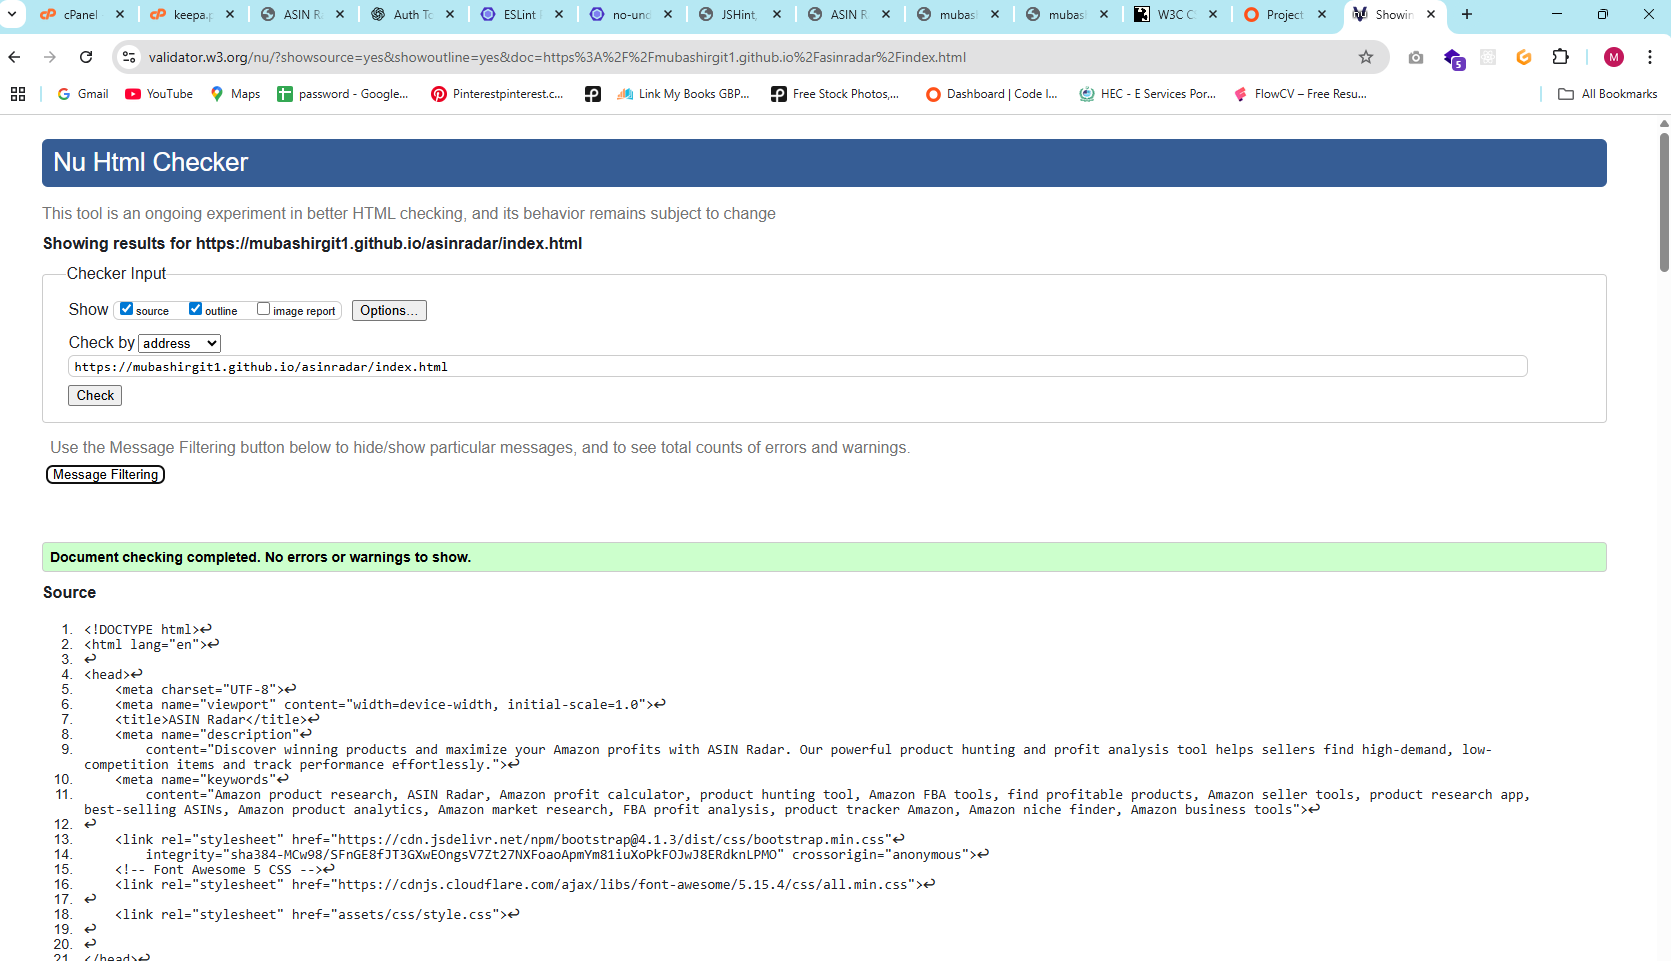 cPanel
keepa.p
ASIN R
Auth To
ESLint
no-und
JSHint,
ASIN R
mubas
mubas
W3C C
Project
Showin
validator.w3.org/nu/?showsource=yes&showoutline=yes&doc=https%3A%2F%2Fmubashirgit1.github.io%2Fasinradar%2Findex.html
5
M
Gmail
YouTube
Maps
password - Google...
Pinterestpinterest.c...
Link My Books GBP...
Free Stock Photos,...
Dashboard | Code I...
HEC - E Services Por...
FlowCV – Free Resu...
All Bookmarks
Nu Html Checker
This tool is an ongoing experiment in better HTML checking, and its behavior remains subject to change
Showing results for https://mubashirgit1.github.io/asinradar/index.html
Checker Input
Show source outline image report Options...
Check by address
https://mubashirgit1.github.io/asinradar/index.html
Check
Use the Message Filtering button below to hide/show particular messages, and to see total counts of errors and warnings.
Message Filtering
Document checking completed. No errors or warnings to show.
Source
1. <!DOCTYPE html>↩
2. <html lang="en">↩
3. ↩
4. <head>↩
5. <meta charset="UTF-8">↩
6. <meta name="viewport" content="width=device-width, initial-scale=1.0">↩
7. <title>ASIN Radar</title>↩
8. <meta name="description"↩
9. content="Discover winning products and maximize your Amazon profits with ASIN Radar. Our powerful product hunting and profit analysis tool helps sellers find high-demand, low-
competition items and track performance effortlessly.">↩
10. <meta name="keywords"↩
11. content="Amazon product research, ASIN Radar, Amazon profit calculator, product hunting tool, Amazon FBA tools, find profitable products, Amazon seller tools, product research app,
best-selling ASINs, Amazon product analytics, Amazon market research, FBA profit analysis, product tracker Amazon, Amazon niche finder, Amazon business tools">↩
12. ↩
13. <link rel="stylesheet" href="https://cdn.jsdelivr.net/npm/bootstrap@4.1.3/dist/css/bootstrap.min.css"↩
14. integrity="sha384-MCw98/SFnGE8fJT3GXwEOngsV7Zt27NXFoaoApmYm81iuXoPkFOJwJ8ERdknLPMO" crossorigin="anonymous">↩
15. <!-- Font Awesome 5 CSS -->↩
16. <link rel="stylesheet" href="https://cdnjs.cloudflare.com/ajax/libs/font-awesome/5.15.4/css/all.min.css">↩
17. ↩
18. <link rel="stylesheet" href="assets/css/style.css">↩
19. ↩
20. ↩
21. </head>↩